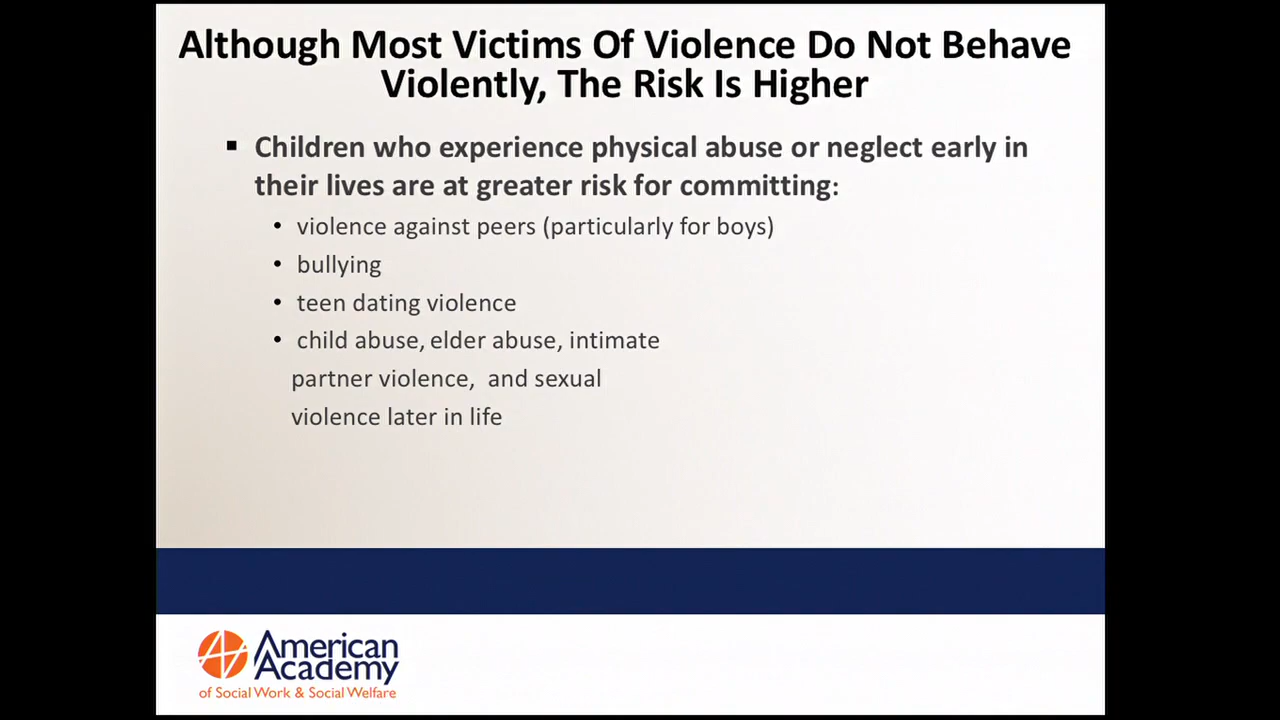 Although Most Victims Of Violence Do Not Behave
Violently, The Risk Is Higher
▪ Children who experience physical abuse or neglect early in
their lives are at greater risk for committing:
• violence against peers (particularly for boys)
• bullying
• teen dating violence
• child abuse, elder abuse, intimate
partner violence,  and sexual
violence later in life
American
Academy
of Social Work & Social Welfare